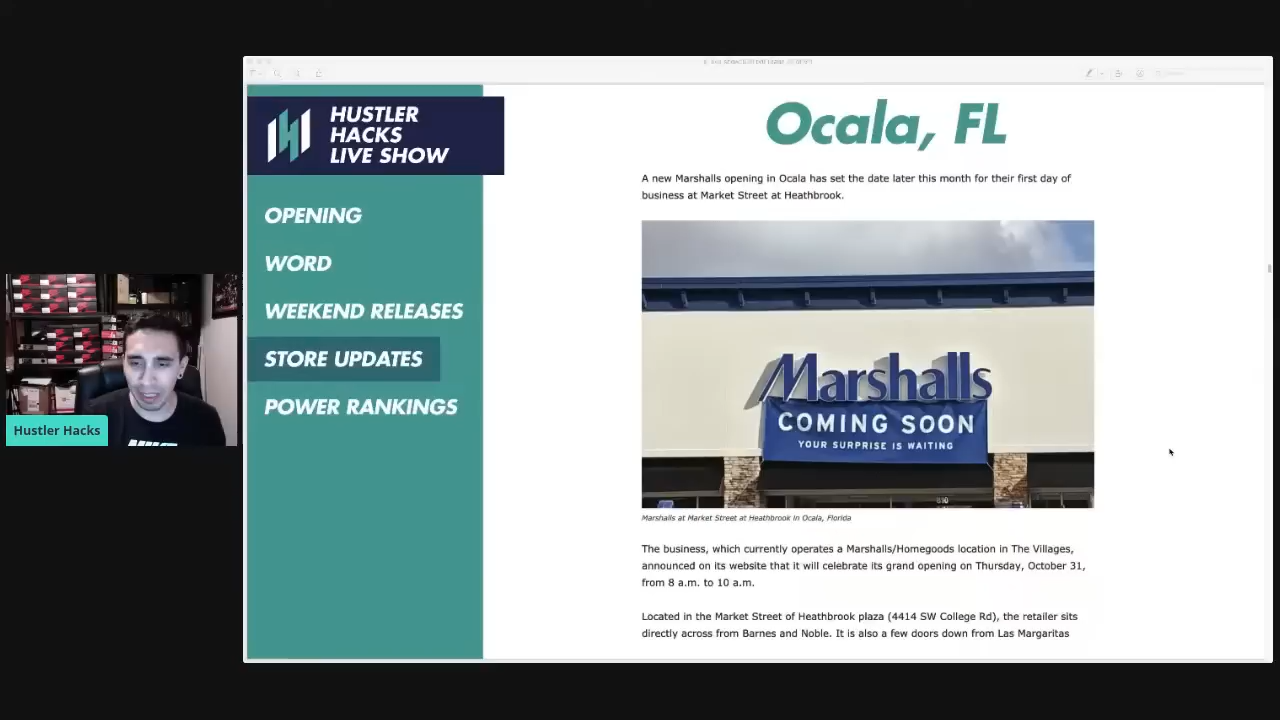 HUSTLER
HACKS
LIVE SHOW
OPENING
WORD
WEEKEND RELEASES
STORE UPDATES
POWER RANKINGS
Hustler Hacks
Ocala, FL
A new Marshalls opening in Ocala has set the date later this month for their first day of
business at Market Street at Heathbrook.
Marshalls
COMING SOON
YOUR SURPRISE IS WAITING
Marshalls at Market Street at Heathbrook in Ocala, Florida
The business, which currently operates a Marshalls/Homegoods location in The Villages,
announced on its website that it will celebrate its grand opening on Thursday, October 31,
from 8 a.m. to 10 a.m.
Located in the Market Street of Heathbrook plaza (4414 SW College Rd), the retailer sits
directly across from Barnes and Noble. It is also a few doors down from Las Margaritas